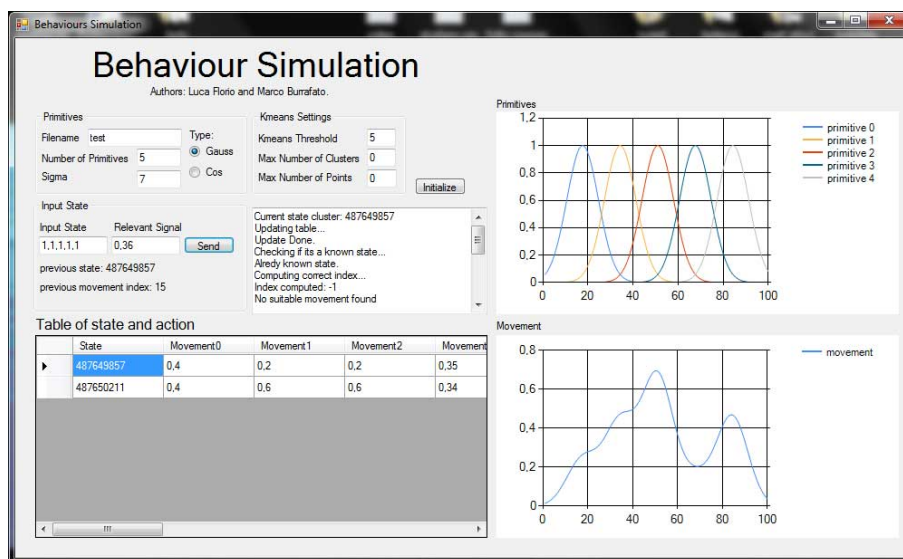 Behaviours Simulation
Behaviour Simulation
Authors: Luca Florio and Marco Burrafato.
Primitives
Filename test
Type:
Gauss
Number of Primitives 5
Cos
Sigma 7
Kmeans Settings
Kmeans Threshold 5
Max Number of Clusters 0
Max Number of Points 0
Initialize
Input State
Input State Relevant Signal
1,1,1,1,1 0,36 Send
previous state: 487649857
previous movement index: 15
Current state cluster: 487649857
Updating table...
Update Done.
Checking if its a known state...
Alredy known state.
Computing correct index...
Index computed: -1
No suitable movement found
Table of state and action
State Movement0 Movement1 Movement2 Movement
487649857 0,4 0,2 0,2 0,35
487650211 0,4 0,6 0,6 0,34
Primitives
1,2
1
0,8
0,6
0,4
0,2
0
0 20 40 60 80 100
primitive 0
primitive 1
primitive 2
primitive 3
primitive 4
Movement
0,8
0,6
0,4
0,2
0
0 20 40 60 80 100
movement